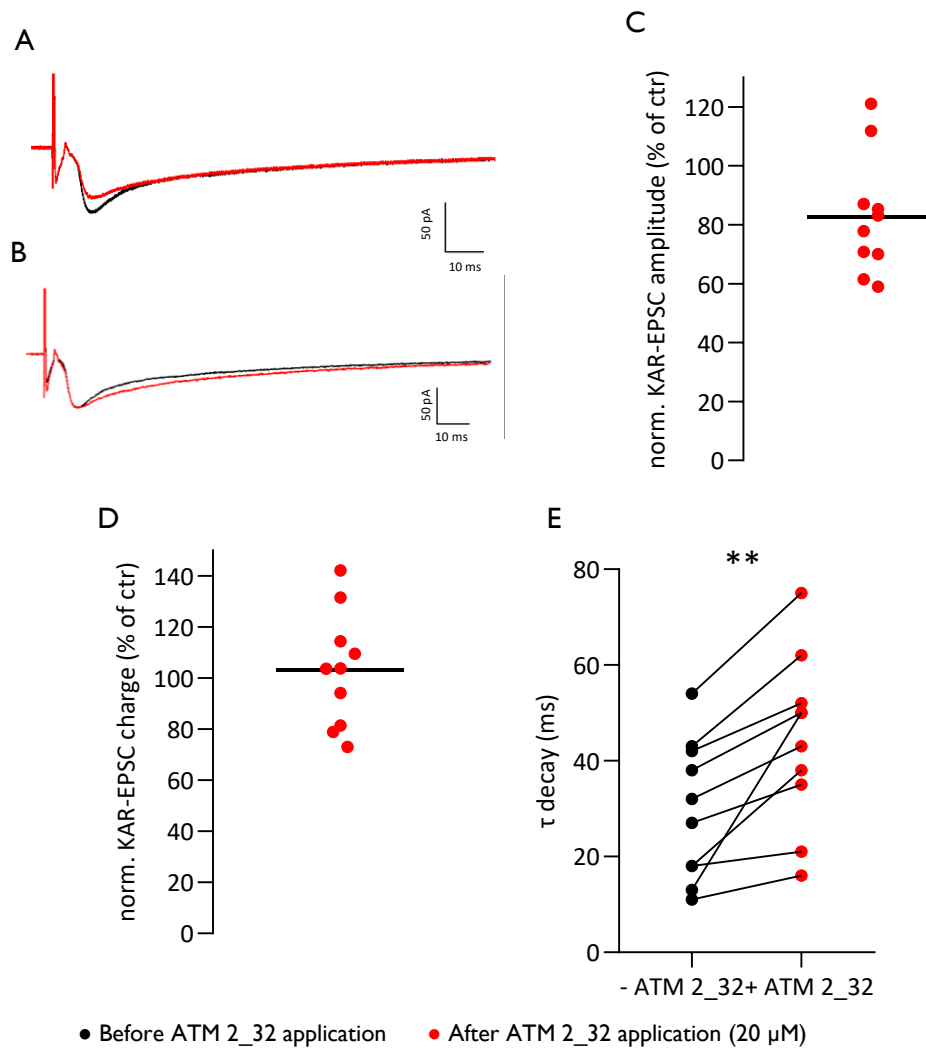 A
50 pA
10 ms
B
50 pA
10 ms
C
norm. KAR-EPSC amplitude (% of ctr)
120
100
80
60
40
20
0
D
norm. KAR-EPSC charge (% of ctr)
140
120
100
80
60
40
20
0
E
**
τ decay (ms)
80
60
40
20
0
- ATM 2_32+ ATM 2_32
Before ATM 2_32 application
After ATM 2_32 application (20 µM)